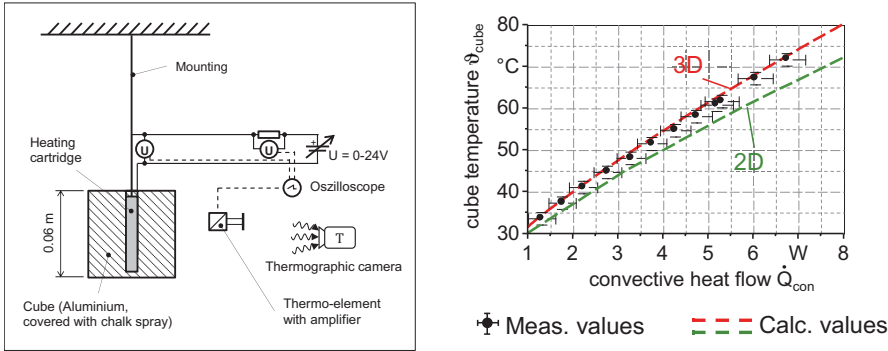 Mounting
Heating
cartridge
U
U
U = 0-24V
Oszilloscope
0.06 m
T
Thermographic camera
Cube (Aluminium,
covered with chalk spray)
Thermo-element
with amplifier
cube temperature ϑcube
80
°C
60
50
40
30
3D
2D
1 2 3 4 5 6 W 8
convective heat flow Q̇con
Meas. values
Calc. values